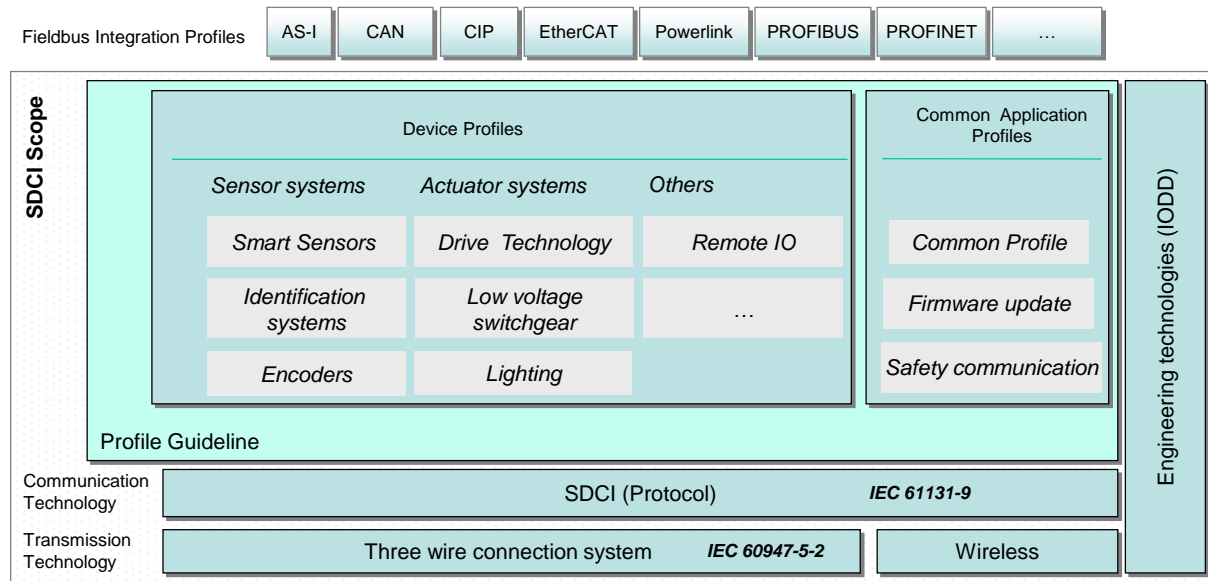 Fieldbus Integration Profiles
AS-I
CAN
CIP
EtherCAT
Powerlink
PROFIBUS
PROFINET
…
SDCI Scope
Device Profiles
Sensor systems
Actuator systems
Others
Smart Sensors
Drive Technology
Remote IO
Identification
systems
Low voltage
switchgear
…
Encoders
Lighting
Common Application
Profiles
Common Profile
Firmware update
Safety communication
Profile Guideline
Engineering technologies (IODD)
Communication
Technology
SDCI (Protocol)
IEC 61131-9
Transmission
Technology
Three wire connection system
IEC 60947-5-2
Wireless